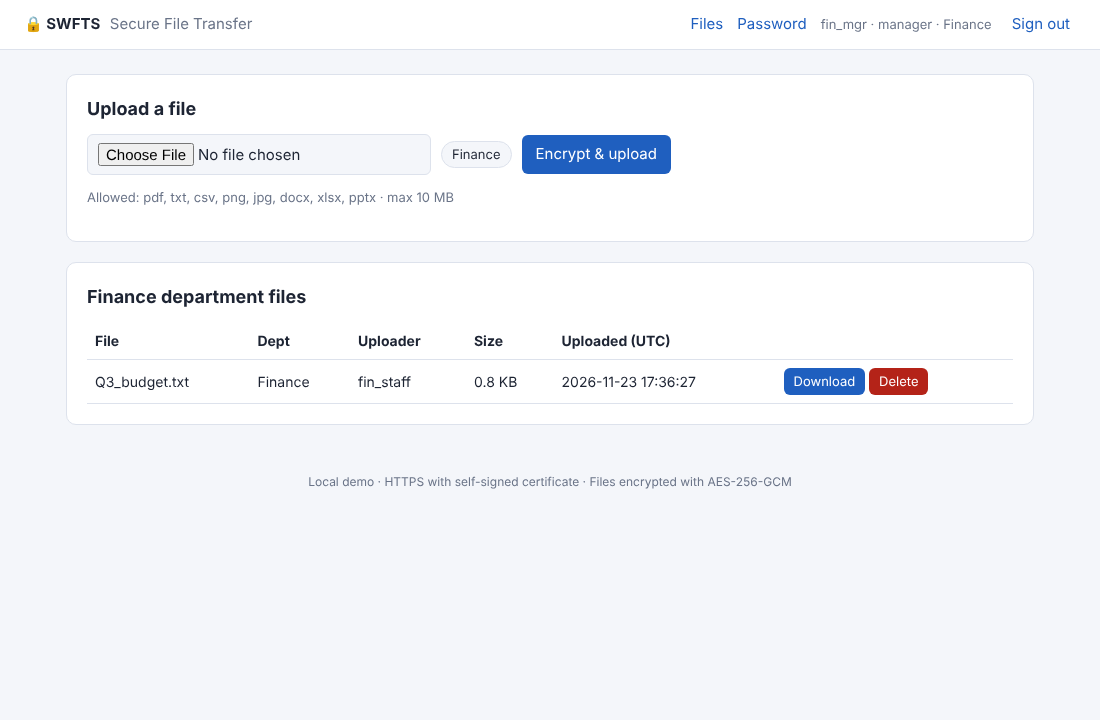 🔒 SWFTS Secure File Transfer Files Password fin_mgr · manager · Finance Sign out
Upload a file
Choose File No file chosen Finance Encrypt & upload
Allowed: pdf, txt, csv, png, jpg, docx, xlsx, pptx · max 10 MB
Finance department files
File Dept Uploader Size Uploaded (UTC)
Q3_budget.txt Finance fin_staff 0.8 KB 2026-11-23 17:36:27 Download Delete
Local demo · HTTPS with self-signed certificate · Files encrypted with AES-256-GCM